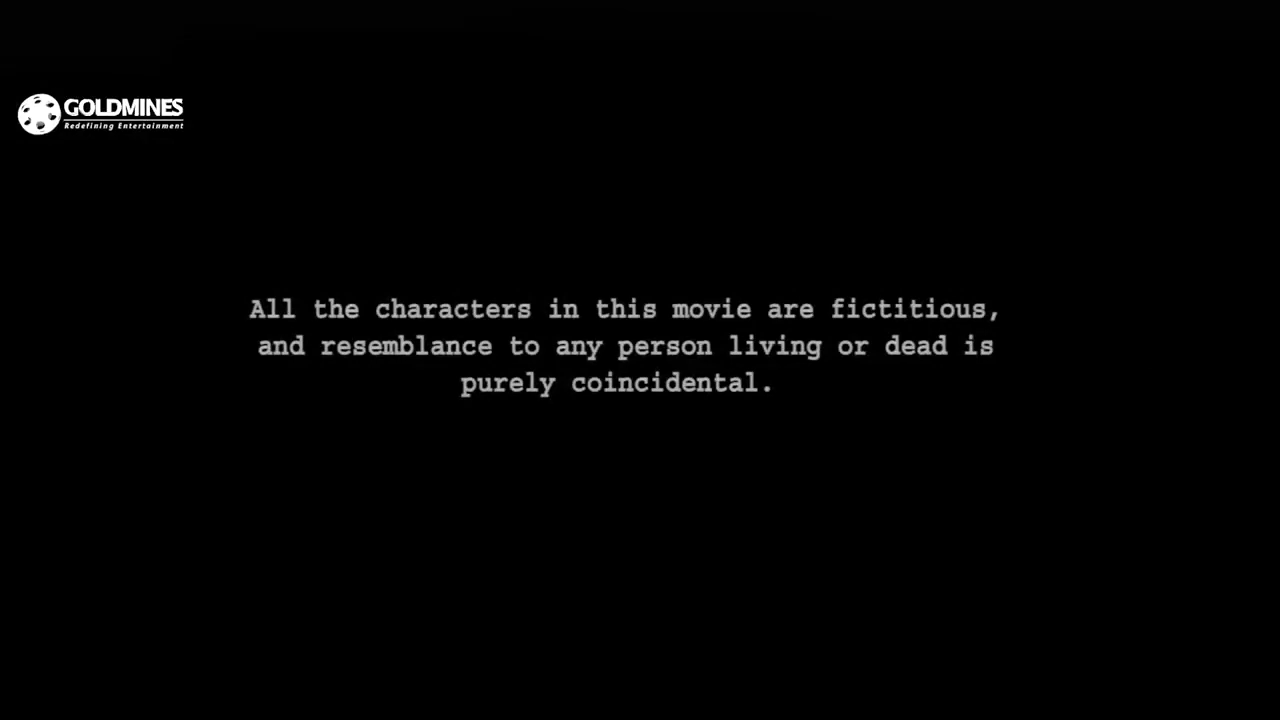 GOLDMINES
Redefining Entertainment
All the characters in this movie are fictitious,
and resemblance to any person living or dead is
purely coincidental.